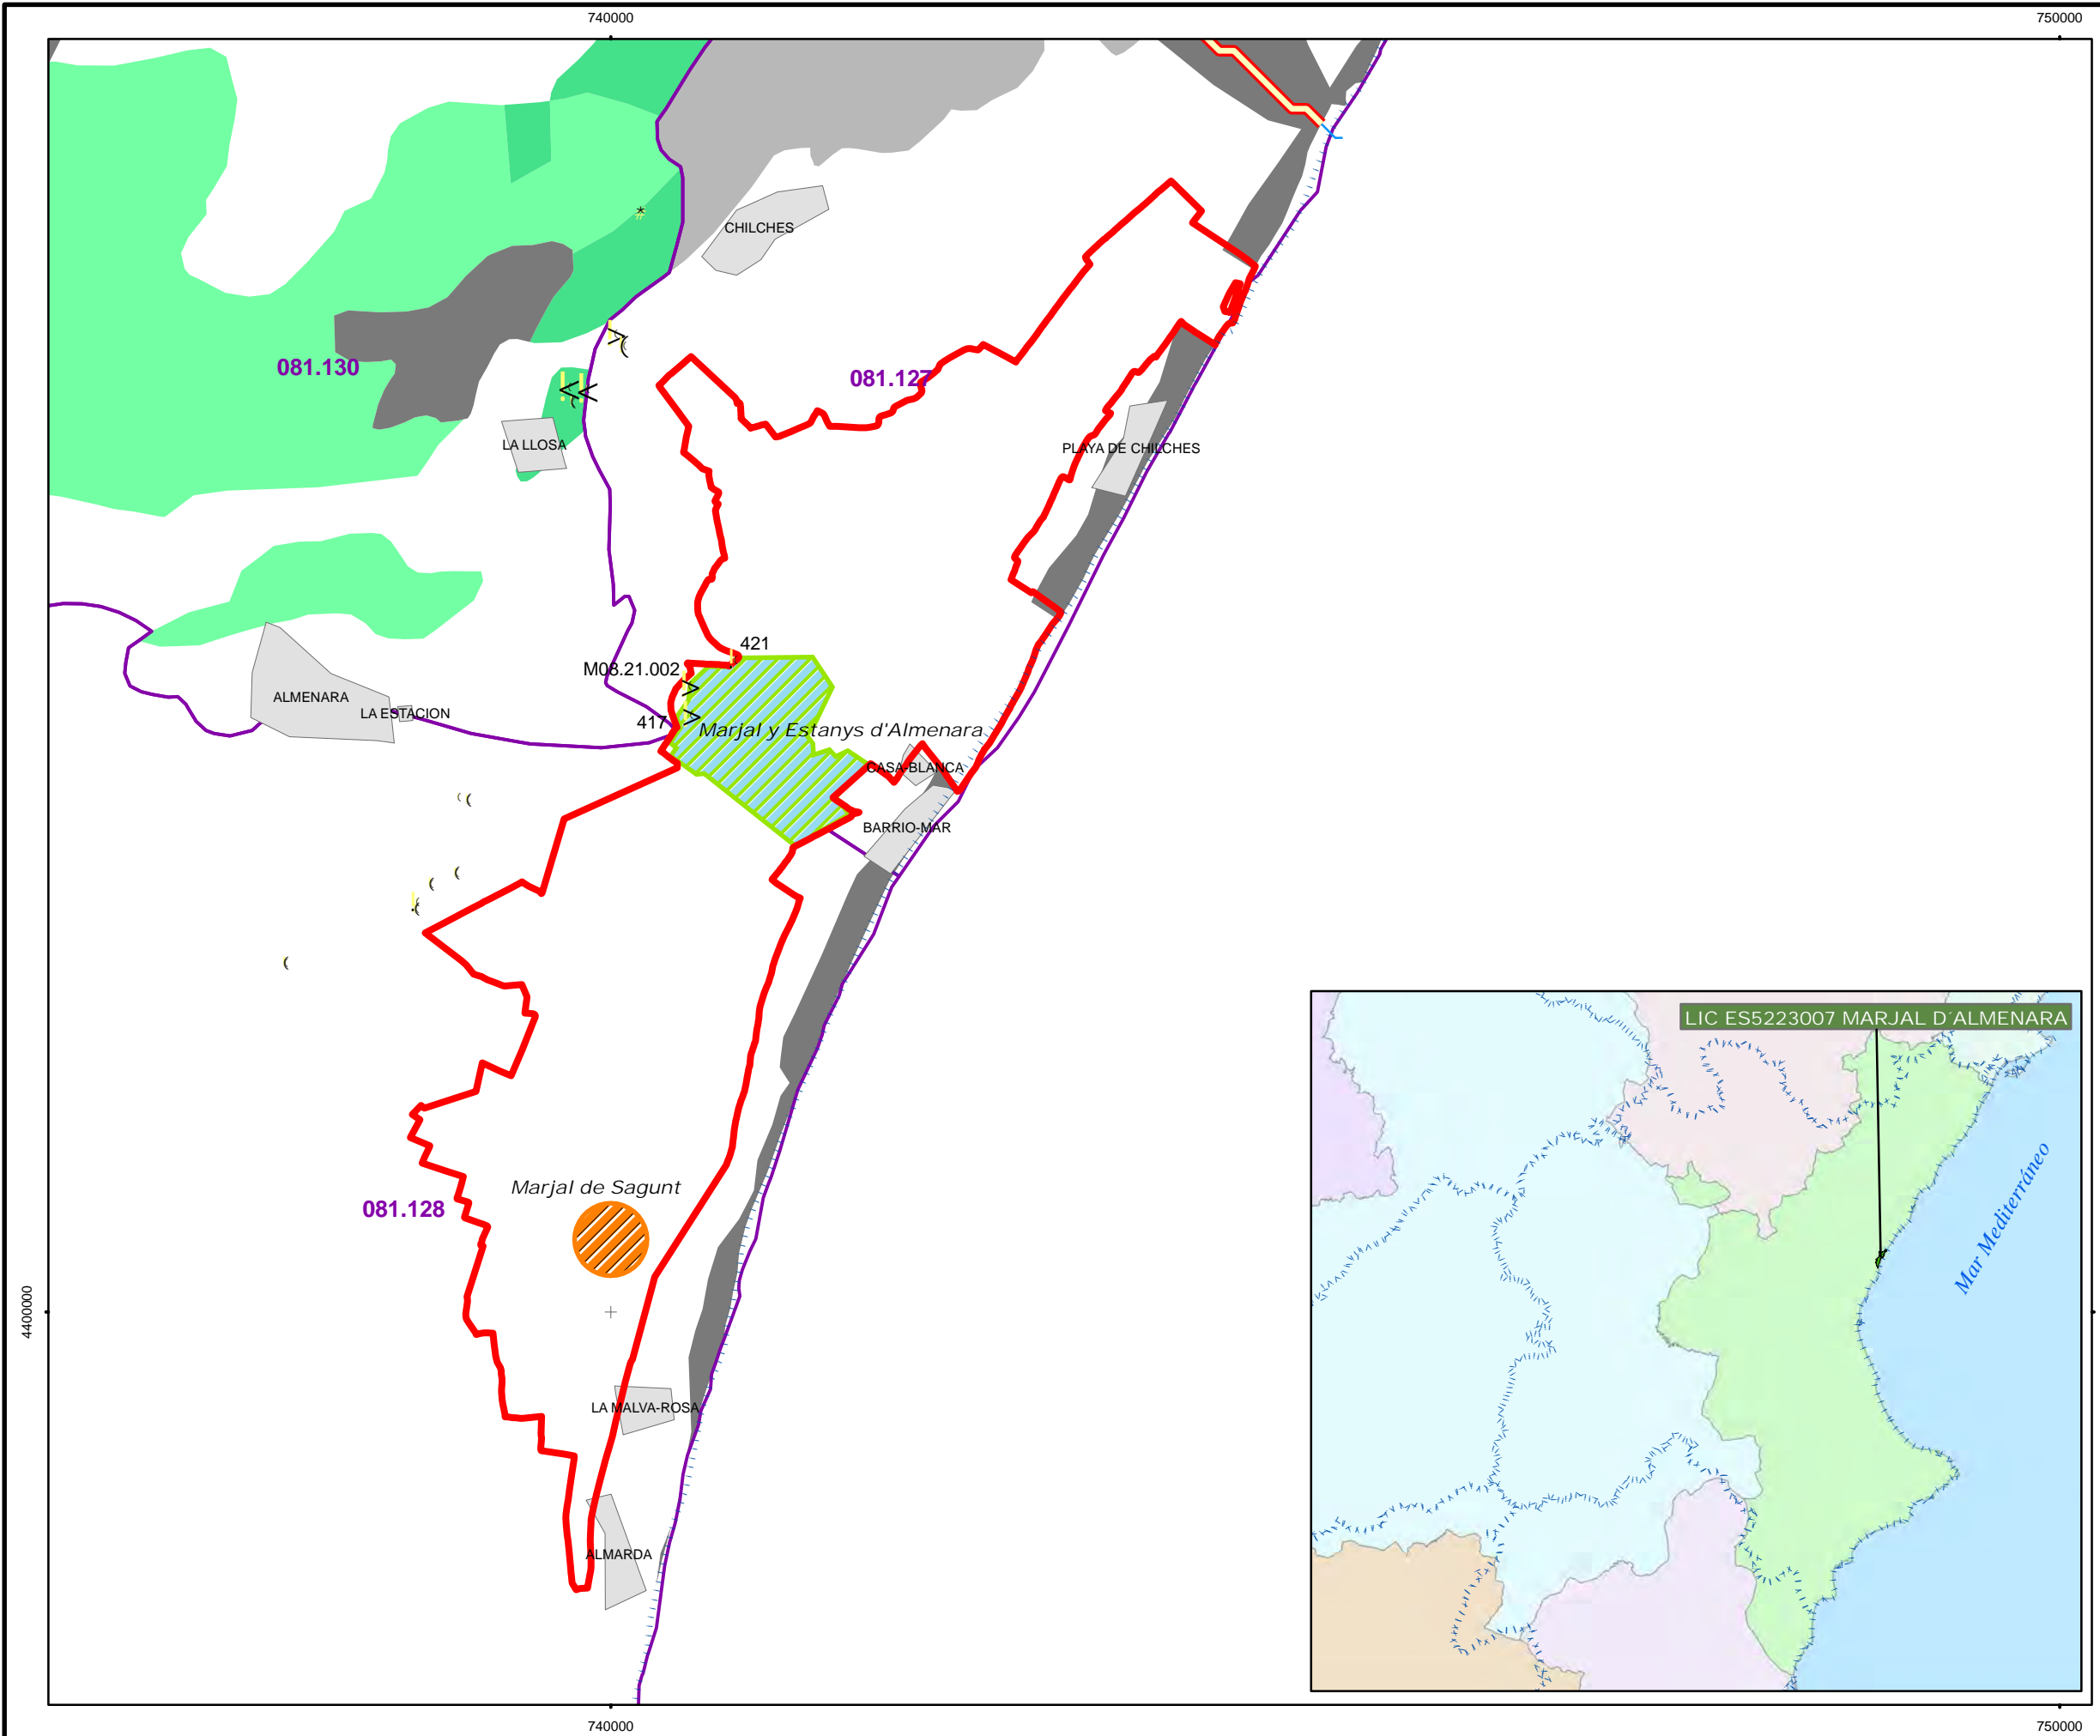 740000
750000
CHILCHES
081.130
081.127
LA LLOSA
PLAYA DE CHILCHES
421
M08.21.002
ALMENARA
LA ESTACION
417
Marjal y Estanys d'Almenara
CASA-BLANCA
BARRIO-MAR
LIC ES5223007 MARJAL D´ALMENARA
Mar Mediterráneo
Marjal de Sagunt
081.128
4400000
LA MALVA-ROSA
ALMARDA
740000
750000